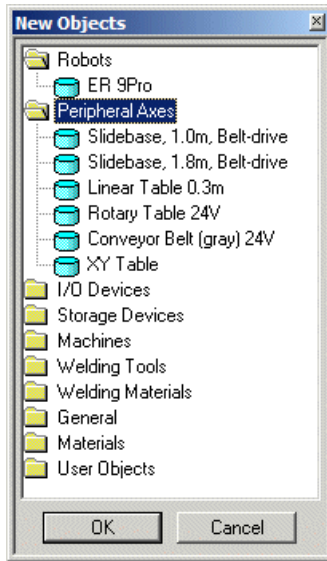 New Objects
Robots
ER 9Pro
Peripheral Axes
Slidebase, 1.0m, Belt-drive
Slidebase, 1.8m, Belt-drive
Linear Table 0.3m
Rotary Table 24V
Conveyor Belt (gray) 24V
XY Table
I/O Devices
Storage Devices
Machines
Welding Tools
Welding Materials
General
Materials
User Objects
OK Cancel